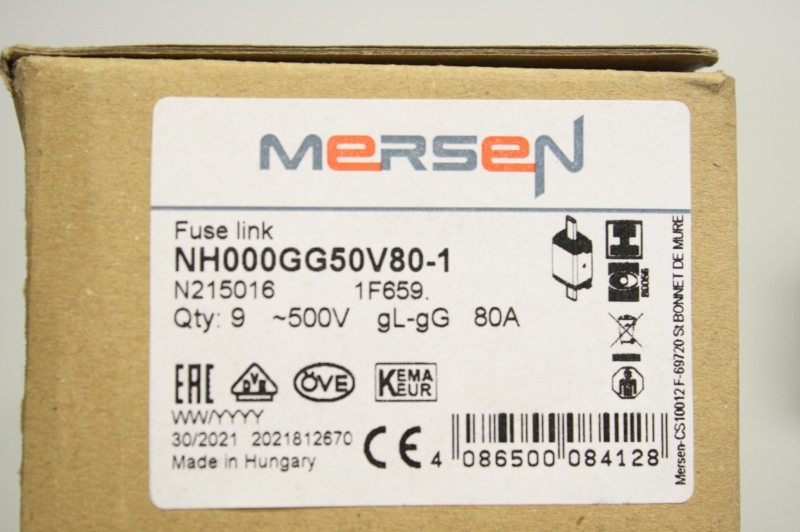 MERSEN
Fuse link
NH000GG50V80-1
N215016 1F659.
Qty: 9 ~500V gL-gG 80A
EAC DVE ÖVE KEMA KEUR
WW/YYYY
30/2021 2021812670
Made in Hungary
CE
4 086500 084128
Mersen-CS10012 F-69720 St BONNET DE MURE